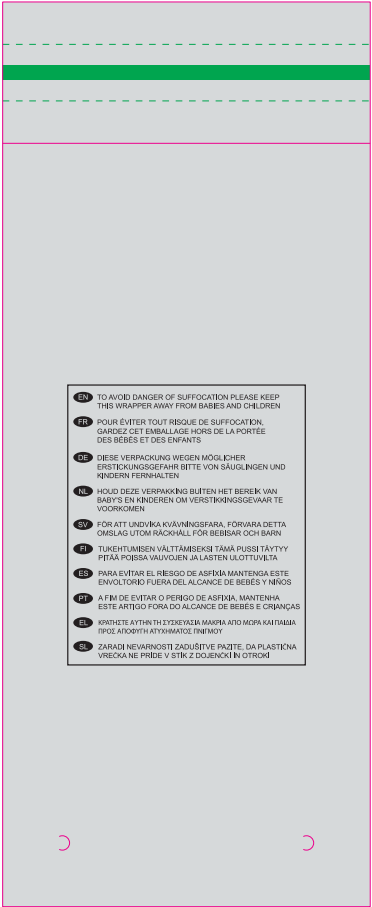 EN TO AVOID DANGER OF SUFFOCATION PLEASE KEEP
THIS WRAPPER AWAY FROM BABIES AND CHILDREN
FR POUR ÉVITER TOUT RISQUE DE SUFFOCATION,
GARDEZ CET EMBALLAGE HORS DE LA PORTÉE
DES BÉBÉS ET DES ENFANTS
DE DIESE VERPACKUNG WEGEN MÖGLICHER
ERSTICKUNGSGEFAHR BITTE VON SÄUGLINGEN UND
KINDERN FERNHALTEN
NL HOUD DEZE VERPAKKING BUITEN HET BEREIK VAN
BABY'S EN KINDEREN OM VERSTIKKINGSGEVAAR TE
VOORKOMEN
SV FÖR ATT UNDVIKA KVÄVNINGSFARA, FÖRVARA DETTA
OMSLAG UTOM RÄCKHÅLL FÖR BEBISAR OCH BARN
FI TUKEHTUMISEN VÄLTTÄMISEKSI TÄMÄ PUSSI TÄYTYY
PITÄÄ POISSA VAUVOJEN JA LASTEN ULOTTUVILTA
ES PARA EVITAR EL RIESGO DE ASFIXIA MANTENGA ESTE
ENVOLTORIO FUERA DEL ALCANCE DE BEBÉS Y NIÑOS
PT A FIM DE EVITAR O PERIGO DE ASFIXIA, MANTENHA
ESTE ARTIGO FORA DO ALCANCE DE BEBÉS E CRIANÇAS
EL ΚΡΑΤΗΣΤΕ ΑΥΤΗΝ ΤΗ ΣΥΣΚΕΥΑΣΙΑ ΜΑΚΡΙΑ ΑΠΟ ΜΩΡΑ ΚΑΙ ΠΑΙΔΙΑ
ΠΡΟΣ ΑΠΟΦΥΓΗ ΑΤΥΧΗΜΑΤΟΣ ΠΝΙΓΜΟΥ
SL ZARADI NEVARNOSTI ZADUŠITVE PAZITE, DA PLASTIČNA
VREČKA NE PRIDE V STIK Z DOJENČKI IN OTROKI